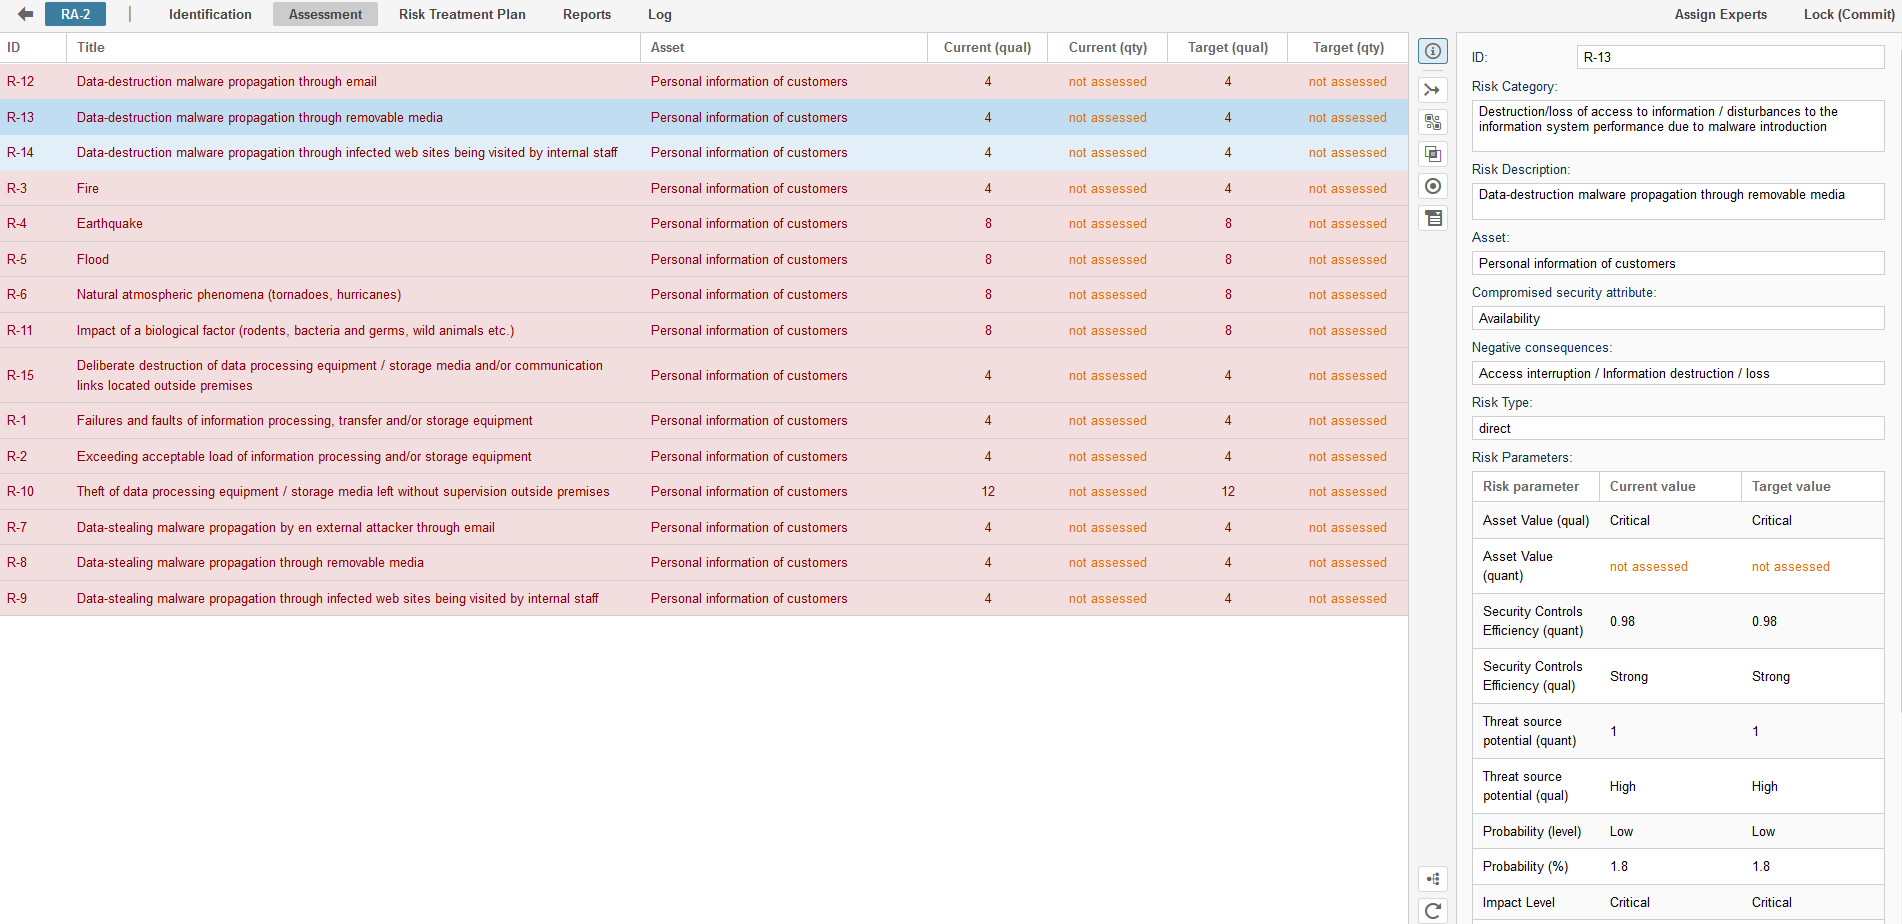 RA-2 | Identification Assessment Risk Treatment Plan Reports Log Assign Experts Lock (Commit)
ID Title Asset Current (qual) Current (qty) Target (qual) Target (qty)
R-12 Data-destruction malware propagation through email Personal information of customers 4 not assessed 4 not assessed
R-13 Data-destruction malware propagation through removable media Personal information of customers 4 not assessed 4 not assessed
R-14 Data-destruction malware propagation through infected web sites being visited by internal staff Personal information of customers 4 not assessed 4 not assessed
R-3 Fire Personal information of customers 4 not assessed 4 not assessed
R-4 Earthquake Personal information of customers 8 not assessed 8 not assessed
R-5 Flood Personal information of customers 8 not assessed 8 not assessed
R-6 Natural atmospheric phenomena (tornadoes, hurricanes) Personal information of customers 8 not assessed 8 not assessed
R-11 Impact of a biological factor (rodents, bacteria and germs, wild animals etc.) Personal information of customers 8 not assessed 8 not assessed
R-15 Deliberate destruction of data processing equipment / storage media and/or communication
links located outside premises Personal information of customers 4 not assessed 4 not assessed
R-1 Failures and faults of information processing, transfer and/or storage equipment Personal information of customers 4 not assessed 4 not assessed
R-2 Exceeding acceptable load of information processing and/or storage equipment Personal information of customers 4 not assessed 4 not assessed
R-10 Theft of data processing equipment / storage media left without supervision outside premises Personal information of customers 12 not assessed 12 not assessed
R-7 Data-stealing malware propagation by en external attacker through email Personal information of customers 4 not assessed 4 not assessed
R-8 Data-stealing malware propagation through removable media Personal information of customers 4 not assessed 4 not assessed
R-9 Data-stealing malware propagation through infected web sites being visited by internal staff Personal information of customers 4 not assessed 4 not assessed
ID: R-13
Risk Category:
Destruction/loss of access to information / disturbances to the
information system performance due to malware introduction
Risk Description:
Data-destruction malware propagation through removable media
Asset:
Personal information of customers
Compromised security attribute:
Availability
Negative consequences:
Access interruption / Information destruction / loss
Risk Type:
direct
Risk Parameters:
Risk parameter Current value Target value
Asset Value (qual) Critical Critical
Asset Value
(quant) not assessed not assessed
Security Controls
Efficiency (quant) 0.98 0.98
Security Controls
Efficiency (qual) Strong Strong
Threat source
potential (quant) 1 1
Threat source
potential (qual) High High
Probability (level) Low Low
Probability (%) 1.8 1.8
Impact Level Critical Critical